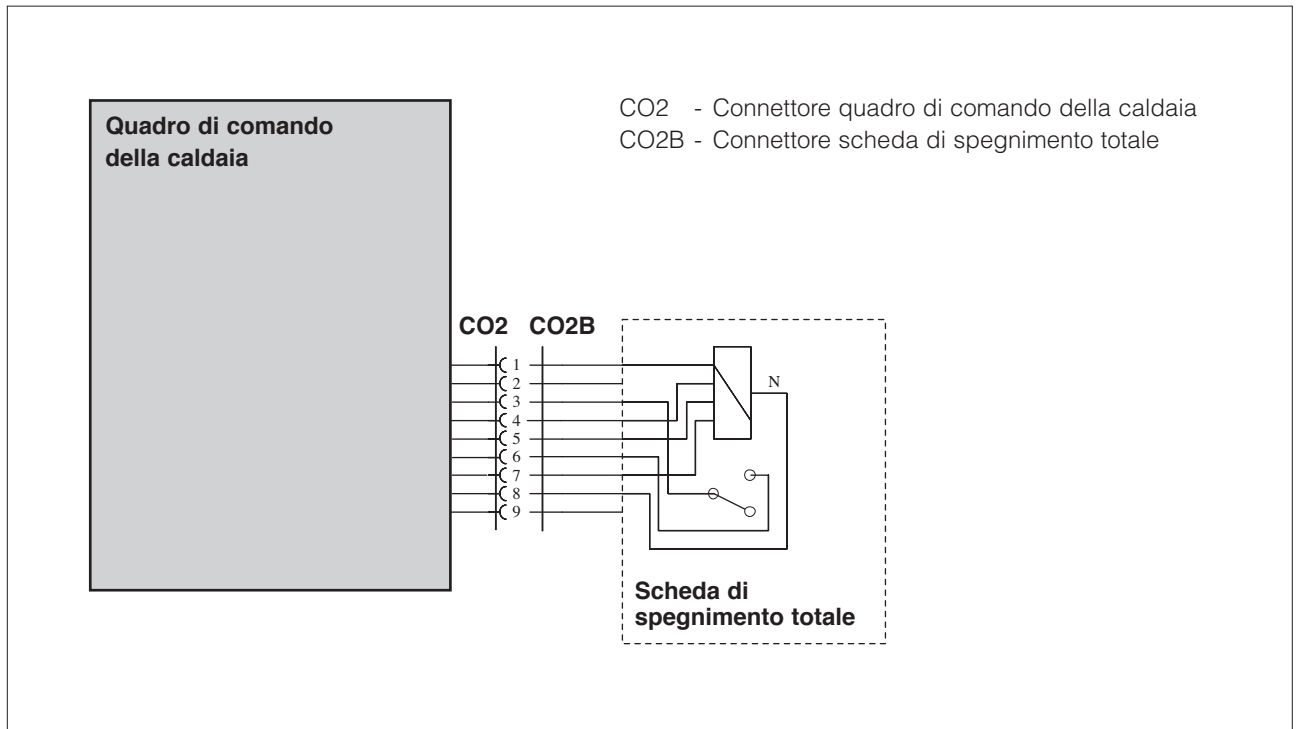 Quadro di comando
della caldaia
CO2 - Connettore quadro di comando della caldaia
CO2B - Connettore scheda di spegnimento totale
CO2 CO2B
1
2
3
4
5
6
7
8
9
N
Scheda di
spegnimento totale